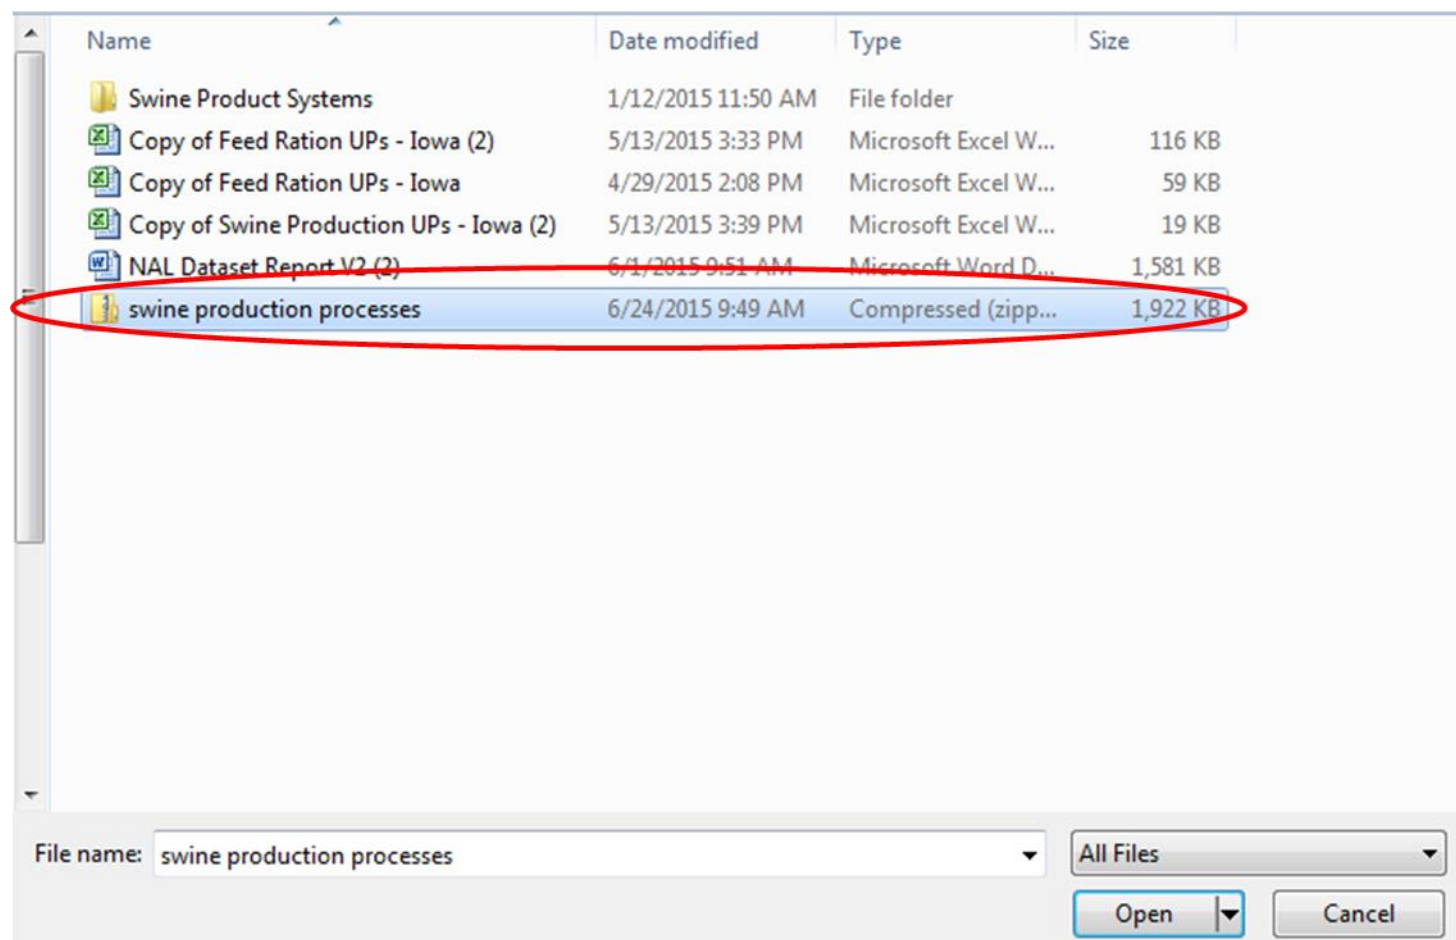 Name Date modified Type Size
Swine Product Systems 1/12/2015 11:50 AM File folder
Copy of Feed Ration UPs - Iowa (2) 5/13/2015 3:33 PM Microsoft Excel W... 116 KB
Copy of Feed Ration UPs - Iowa 4/29/2015 2:08 PM Microsoft Excel W... 59 KB
Copy of Swine Production UPs - Iowa (2) 5/13/2015 3:39 PM Microsoft Excel W... 19 KB
NAL Dataset Report V2 (2) 6/1/2015 9:51 AM Microsoft Word D... 1,581 KB
swine production processes 6/24/2015 9:49 AM Compressed (zipp... 1,922 KB
File name: swine production processes All Files
Open Cancel